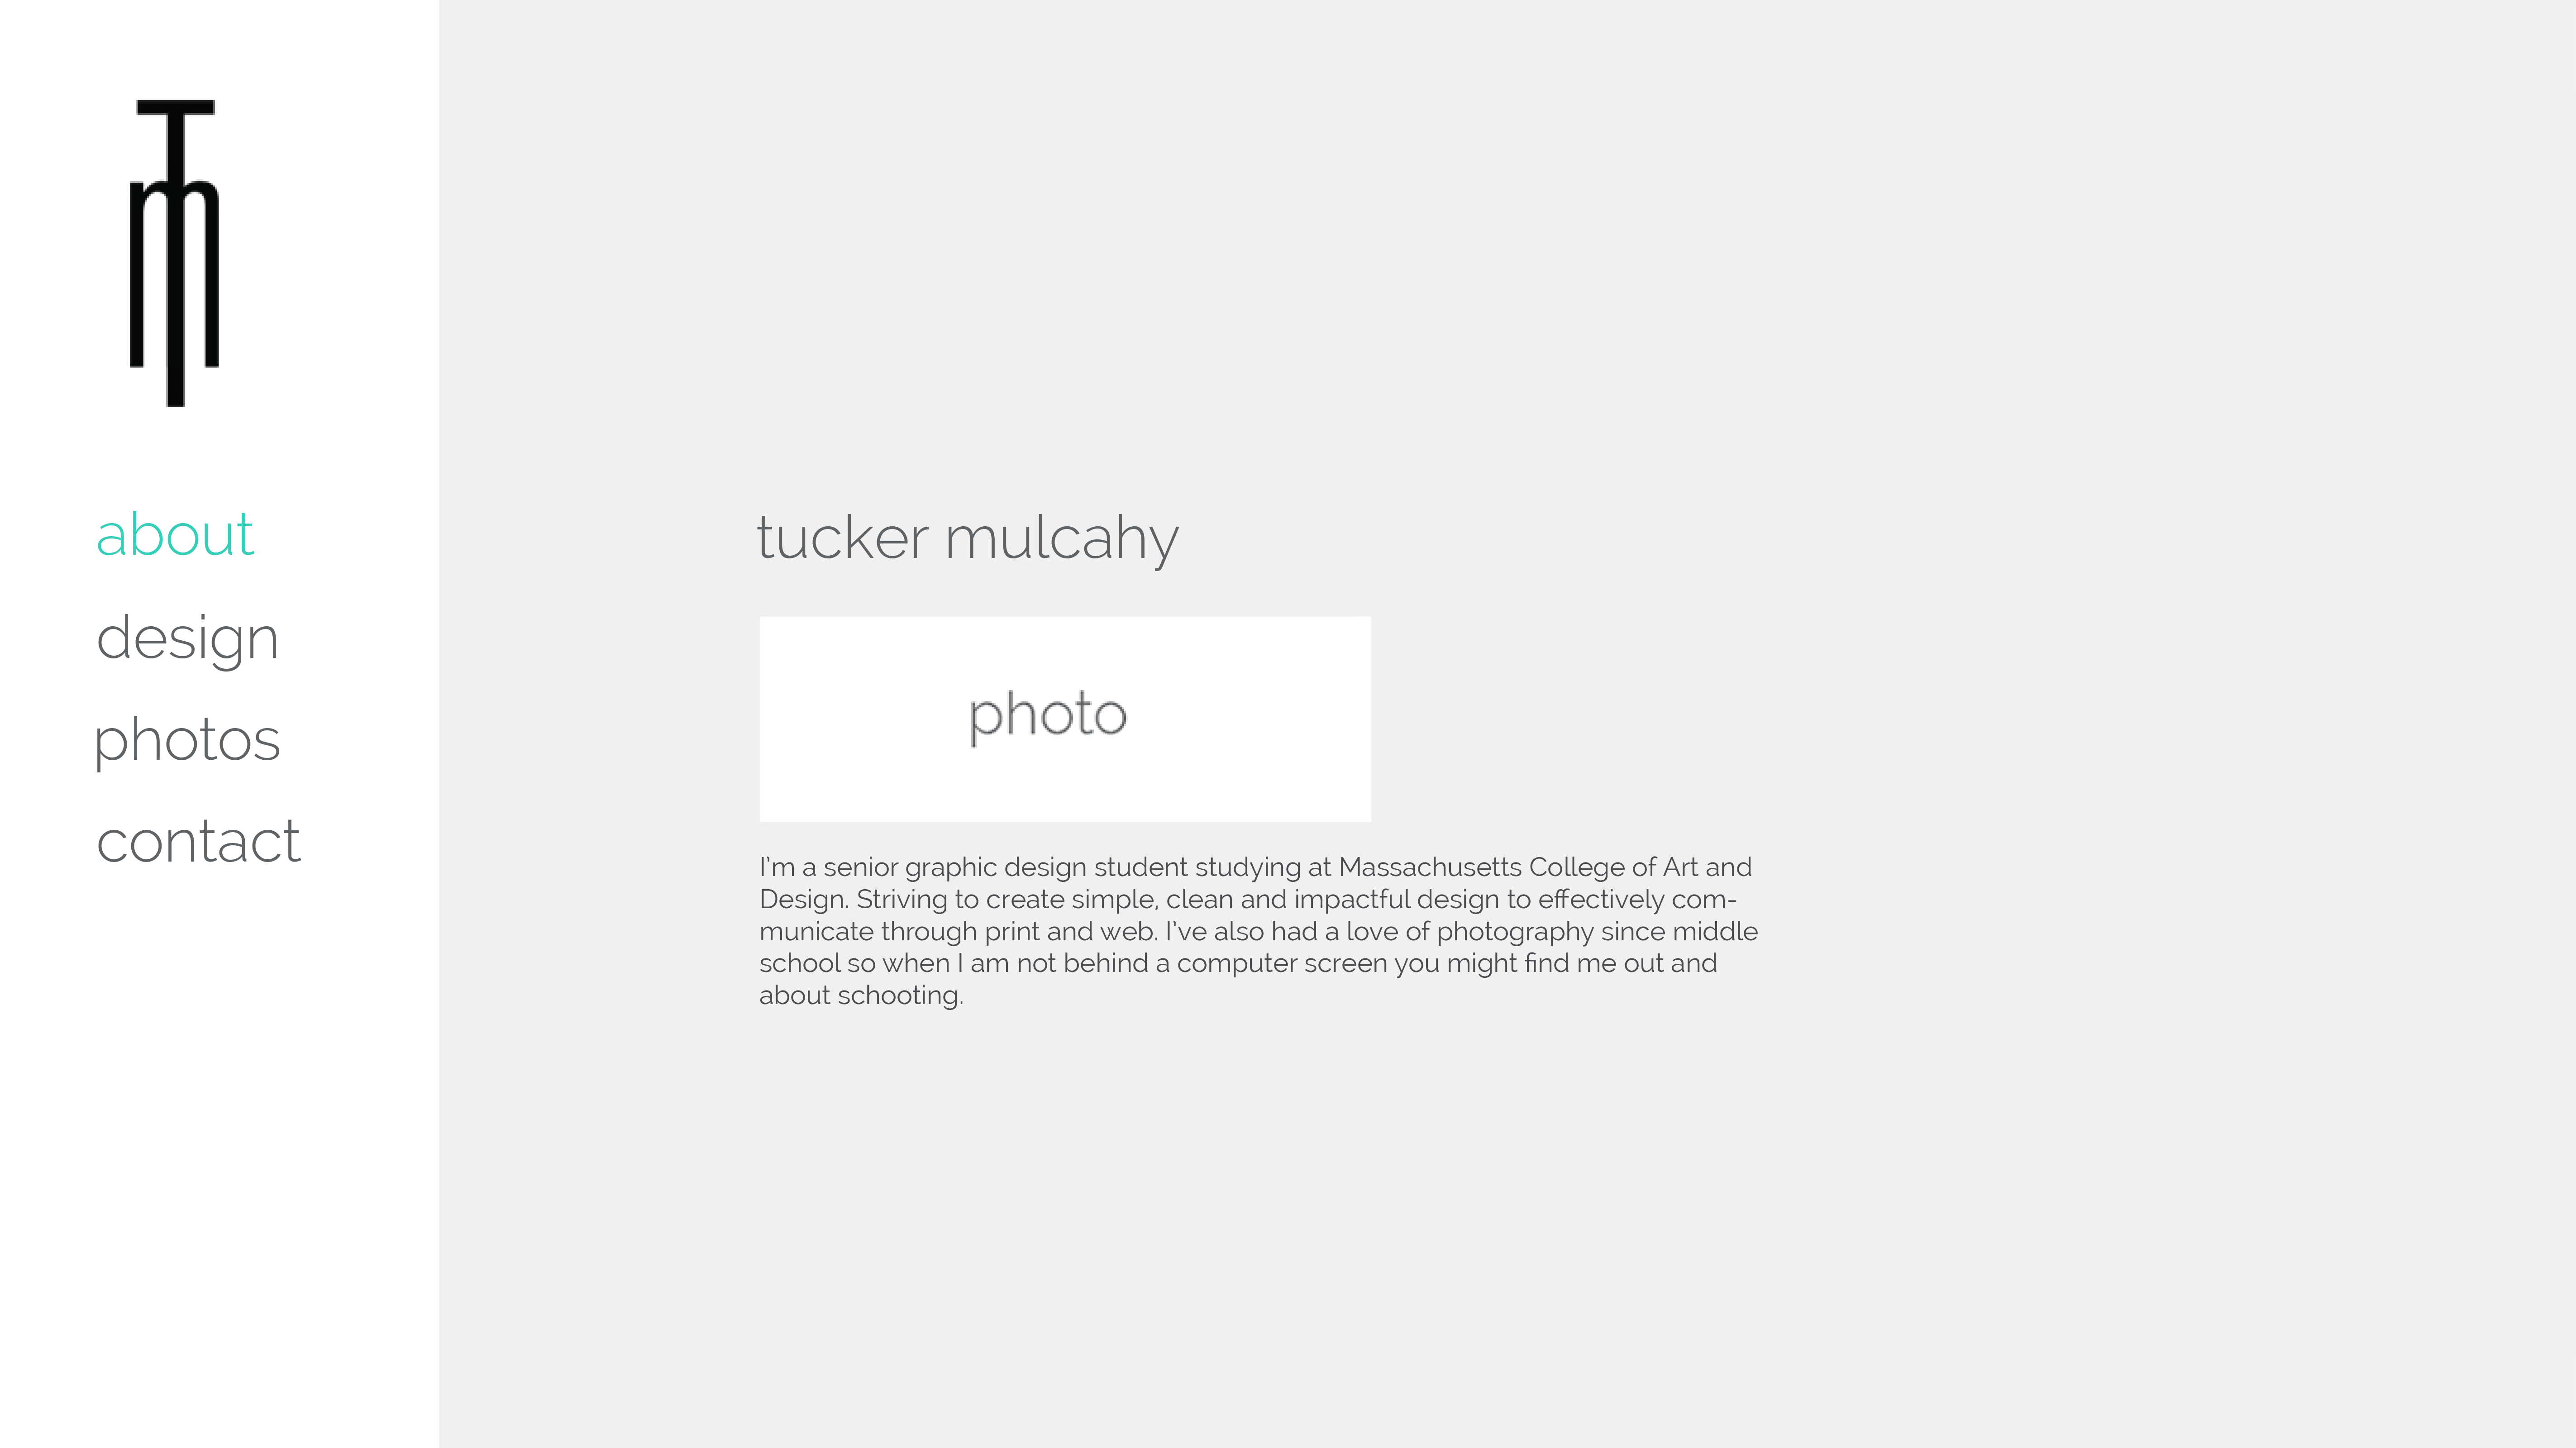 Tm
about
design
photos
contact
tucker mulcahy
photo
I'm a senior graphic design student studying at Massachusetts College of Art and
Design. Striving to create simple, clean and impactful design to effectively com-
municate through print and web. I've also had a love of photography since middle
school so when I am not behind a computer screen you might find me out and
about schooting.